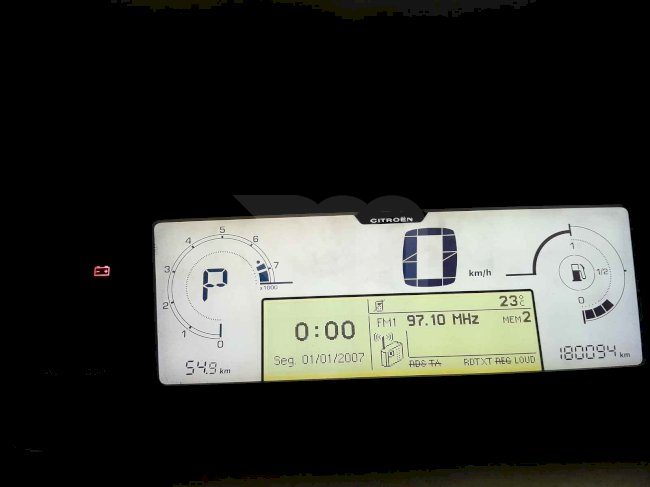 CITROËN
5
4
6
3
7
x1000
2
1
0
P
54.9 km
0
km/h
23°C
FM1 97.10 MHz MEM2
0:00
Seg. 01/01/2007
RDS TA RDTXT REG LOUD
1
1/2
0
180094 km